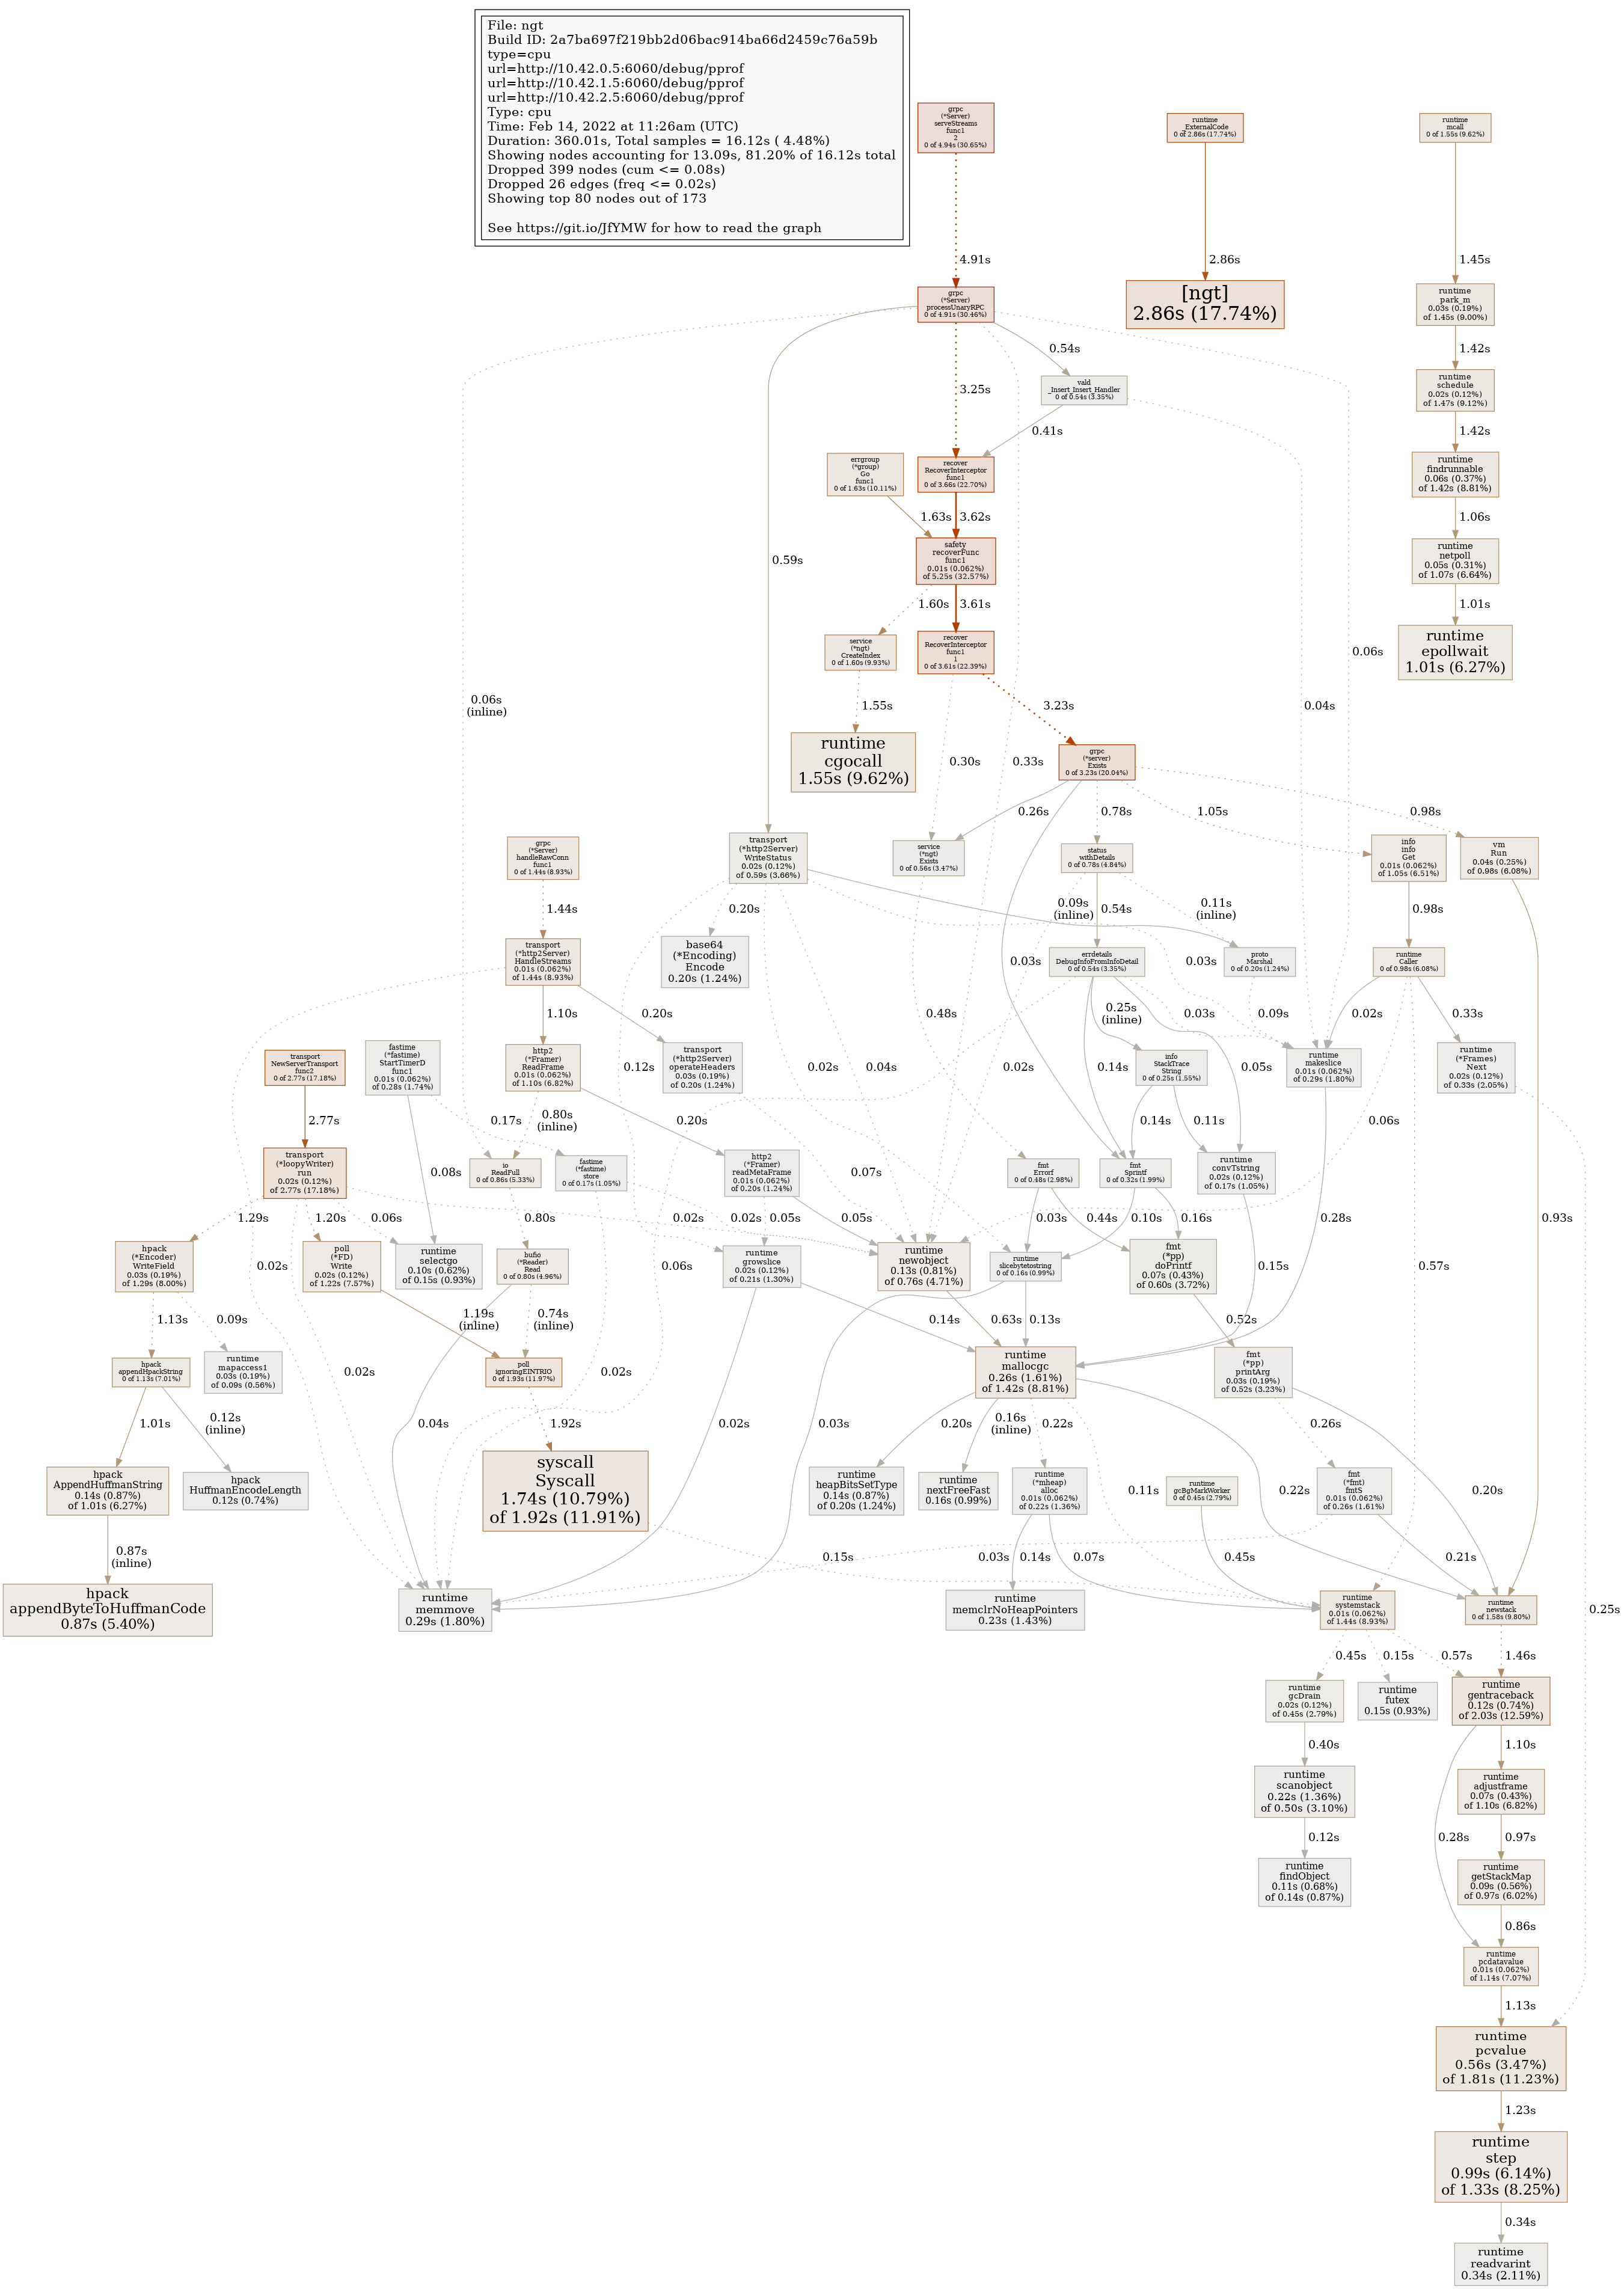 File: ngt
Build ID: 2a7ba697f219bb2d06bac914ba66d2459c76a59b
type=cpu
url=http://10.42.0.5:6060/debug/pprof
url=http://10.42.1.5:6060/debug/pprof
url=http://10.42.2.5:6060/debug/pprof
Type: cpu
Time: Feb 14, 2022 at 11:26am (UTC)
Duration: 360.01s, Total samples = 16.12s ( 4.48%)
Showing nodes accounting for 13.09s, 81.20% of 16.12s total
Dropped 399 nodes (cum <= 0.08s)
Dropped 26 edges (freq <= 0.02s)
Showing top 80 nodes out of 173
See https://git.io/JfYMW for how to read the graph
grpc
(*Server)
serveStreams
func1
2
0 of 4.94s (30.65%)
runtime
_ExternalCode
0 of 2.86s (17.74%)
runtime
mcall
0 of 1.55s (9.62%)
4.91s
2.86s
1.45s
grpc
(*Server)
processUnaryRPC
0 of 4.91s (30.46%)
[ngt]
2.86s (17.74%)
runtime
park_m
0.03s (0.19%)
of 1.45s (9.00%)
0.54s
1.42s
3.25s
vald
_Insert_Insert_Handler
0 of 0.54s (3.35%)
runtime
schedule
0.02s (0.12%)
of 1.47s (9.12%)
0.41s
1.42s
errgroup
(*group)
Go
func1
0 of 1.63s (10.11%)
recover
RecoverInterceptor
func1
0 of 3.66s (22.70%)
runtime
findrunnable
0.06s (0.37%)
of 1.42s (8.81%)
1.63s
3.62s
1.06s
0.59s
safety
recoverFunc
func1
0.01s (0.062%)
of 5.25s (32.57%)
runtime
netpoll
0.05s (0.31%)
of 1.07s (6.64%)
1.60s
3.61s
1.01s
service
(*ngt)
CreateIndex
0 of 1.60s (9.93%)
recover
RecoverInterceptor
func1
1
0 of 3.61s (22.39%)
0.06s
runtime
epollwait
1.01s (6.27%)
0.06s
(inline)
1.55s
3.23s
0.04s
runtime
cgocall
1.55s (9.62%)
0.30s
0.33s
grpc
(*server)
Exists
0 of 3.23s (20.04%)
0.26s
0.78s
1.05s
0.98s
grpc
(*Server)
handleRawConn
func1
0 of 1.44s (8.93%)
transport
(*http2Server)
WriteStatus
0.02s (0.12%)
of 0.59s (3.66%)
service
(*ngt)
Exists
0 of 0.56s (3.47%)
status
withDetails
0 of 0.78s (4.84%)
info
info
Get
0.01s (0.062%)
of 1.05s (6.51%)
vm
Run
0.04s (0.25%)
of 0.98s (6.08%)
1.44s
0.20s
0.09s
(inline)
0.54s
0.11s
(inline)
0.98s
transport
(*http2Server)
HandleStreams
0.01s (0.062%)
of 1.44s (8.93%)
base64
(*Encoding)
Encode
0.20s (1.24%)
0.03s
errdetails
DebugInfoFromInfoDetail
0 of 0.54s (3.35%)
0.03s
proto
Marshal
0 of 0.20s (1.24%)
runtime
Caller
0 of 0.98s (6.08%)
1.10s
0.20s
0.48s
0.25s
(inline)
0.03s
0.09s
0.02s
0.33s
transport
NewServerTransport
func2
0 of 2.77s (17.18%)
fastime
(*fastime)
StartTimerD
func1
0.01s (0.062%)
of 0.28s (1.74%)
http2
(*Framer)
ReadFrame
0.01s (0.062%)
of 1.10s (6.82%)
transport
(*http2Server)
operateHeaders
0.03s (0.19%)
of 0.20s (1.24%)
0.12s
0.02s
0.04s
0.02s
0.14s
info
StackTrace
String
0 of 0.25s (1.55%)
0.05s
runtime
makeslice
0.01s (0.062%)
of 0.29s (1.80%)
runtime
(*Frames)
Next
0.02s (0.12%)
of 0.33s (2.05%)
2.77s
0.17s
0.80s
(inline)
0.20s
0.14s
0.11s
0.06s
transport
(*loopyWriter)
run
0.02s (0.12%)
of 2.77s (17.18%)
0.08s
io
ReadFull
0 of 0.86s (5.33%)
fastime
(*fastime)
store
0 of 0.17s (1.05%)
http2
(*Framer)
readMetaFrame
0.01s (0.062%)
of 0.20s (1.24%)
0.07s
fmt
Errorf
0 of 0.48s (2.98%)
fmt
Sprintf
0 of 0.32s (1.99%)
runtime
convTstring
0.02s (0.12%)
of 0.17s (1.05%)
1.29s
1.20s
0.06s
0.80s
0.02s
0.02s
0.05s
0.05s
0.03s
0.44s
0.10s
0.16s
0.28s
0.93s
hpack
(*Encoder)
WriteField
0.03s (0.19%)
of 1.29s (8.00%)
poll
(*FD)
Write
0.02s (0.12%)
of 1.22s (7.57%)
runtime
selectgo
0.10s (0.62%)
of 0.15s (0.93%)
bufio
(*Reader)
Read
0 of 0.80s (4.96%)
0.06s
runtime
growslice
0.02s (0.12%)
of 0.21s (1.30%)
runtime
newobject
0.13s (0.81%)
of 0.76s (4.71%)
runtime
slicebytetostring
0 of 0.16s (0.99%)
fmt
(*pp)
doPrintf
0.07s (0.43%)
of 0.60s (3.72%)
0.15s
0.57s
0.02s
1.13s
0.09s
1.19s
(inline)
0.74s
(inline)
0.14s
0.63s
0.13s
0.52s
hpack
appendHpackString
0 of 1.13s (7.01%)
runtime
mapaccess1
0.03s (0.19%)
of 0.09s (0.56%)
0.02s
poll
ignoringEINTRIO
0 of 1.93s (11.97%)
0.02s
runtime
mallocgc
0.26s (1.61%)
of 1.42s (8.81%)
fmt
(*pp)
printArg
0.03s (0.19%)
of 0.52s (3.23%)
1.01s
0.12s
(inline)
0.04s
1.92s
0.02s
0.03s
0.20s
0.16s
(inline)
0.22s
0.26s
hpack
AppendHuffmanString
0.14s (0.87%)
of 1.01s (6.27%)
hpack
HuffmanEncodeLength
0.12s (0.74%)
syscall
Syscall
1.74s (10.79%)
of 1.92s (11.91%)
runtime
heapBitsSetType
0.14s (0.87%)
of 0.20s (1.24%)
runtime
nextFreeFast
0.16s (0.99%)
runtime
(*mheap)
alloc
0.01s (0.062%)
of 0.22s (1.36%)
0.11s
runtime
gcBgMarkWorker
0 of 0.45s (2.79%)
0.22s
fmt
(*fmt)
fmtS
0.01s (0.062%)
of 0.26s (1.61%)
0.20s
0.87s
(inline)
0.15s
0.03s
0.14s
0.07s
0.45s
0.21s
hpack
appendByteToHuffmanCode
0.87s (5.40%)
runtime
memmove
0.29s (1.80%)
runtime
memclrNoHeapPointers
0.23s (1.43%)
runtime
systemstack
0.01s (0.062%)
of 1.44s (8.93%)
runtime
newstack
0 of 1.58s (9.80%)
0.25s
0.45s
0.15s
0.57s
1.46s
runtime
gcDrain
0.02s (0.12%)
of 0.45s (2.79%)
runtime
futex
0.15s (0.93%)
runtime
gentraceback
0.12s (0.74%)
of 2.03s (12.59%)
0.40s
1.10s
runtime
scanobject
0.22s (1.36%)
of 0.50s (3.10%)
runtime
adjustframe
0.07s (0.43%)
of 1.10s (6.82%)
0.12s
0.28s
0.97s
runtime
findObject
0.11s (0.68%)
of 0.14s (0.87%)
runtime
getStackMap
0.09s (0.56%)
of 0.97s (6.02%)
0.86s
runtime
pcdatavalue
0.01s (0.062%)
of 1.14s (7.07%)
1.13s
runtime
pcvalue
0.56s (3.47%)
of 1.81s (11.23%)
1.23s
runtime
step
0.99s (6.14%)
of 1.33s (8.25%)
0.34s
runtime
readvarint
0.34s (2.11%)